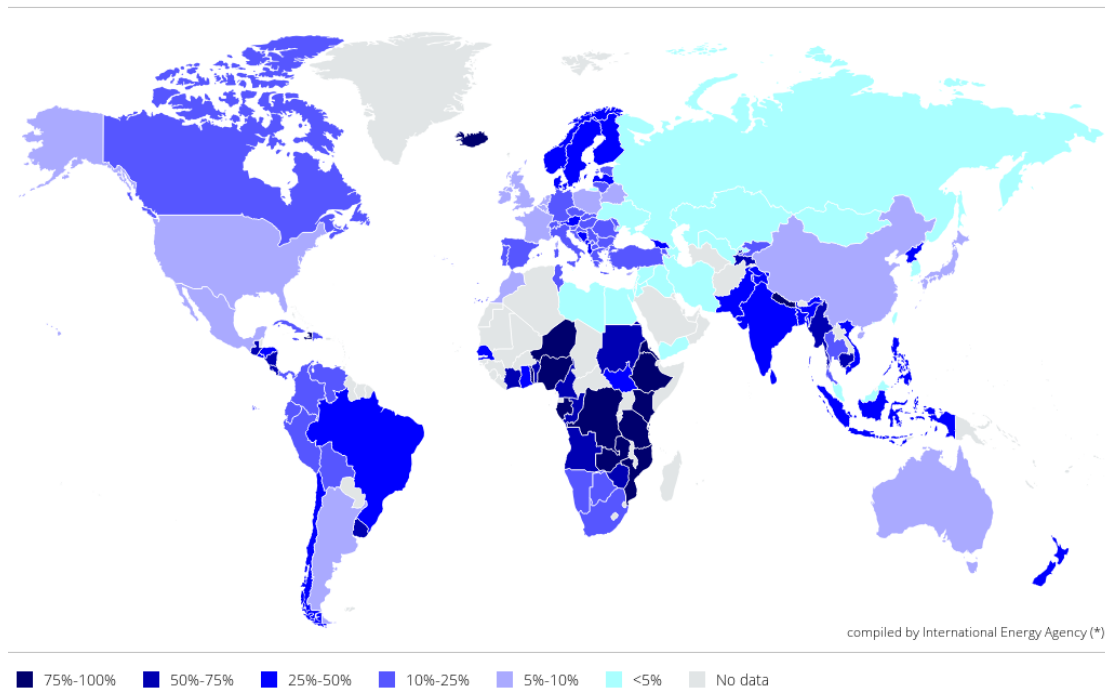 compiled by International Energy Agency (*)
75%-100% 50%-75% 25%-50% 10%-25% 5%-10% <5% No data